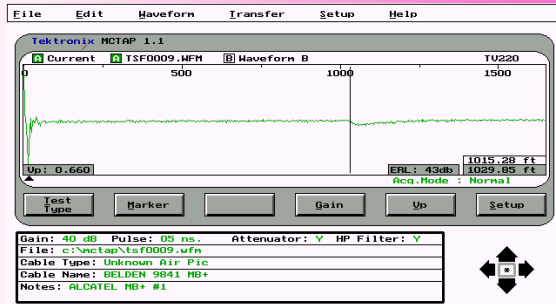 File Edit Waveform Transfer Setup Help
Tektronix MCTAP 1.1
A Current A TSF0009.WFM B Waveform B TV220
0 500 1000 1500
1015.28 ft
Vp: 0.660 ERL: 43db 1029.85 ft
Acq.Mode : Normal
Test Type Marker Gain Vp Setup
Gain: 40 dB Pulse: 05 ns. Attenuator: Y HP Filter: Y
File: c:\mctap\tsf0009.wfm
Cable Type: Unknown Air Pic
Cable Name: BELDEN 9841 MB+
Notes: ALCATEL MB+ #1